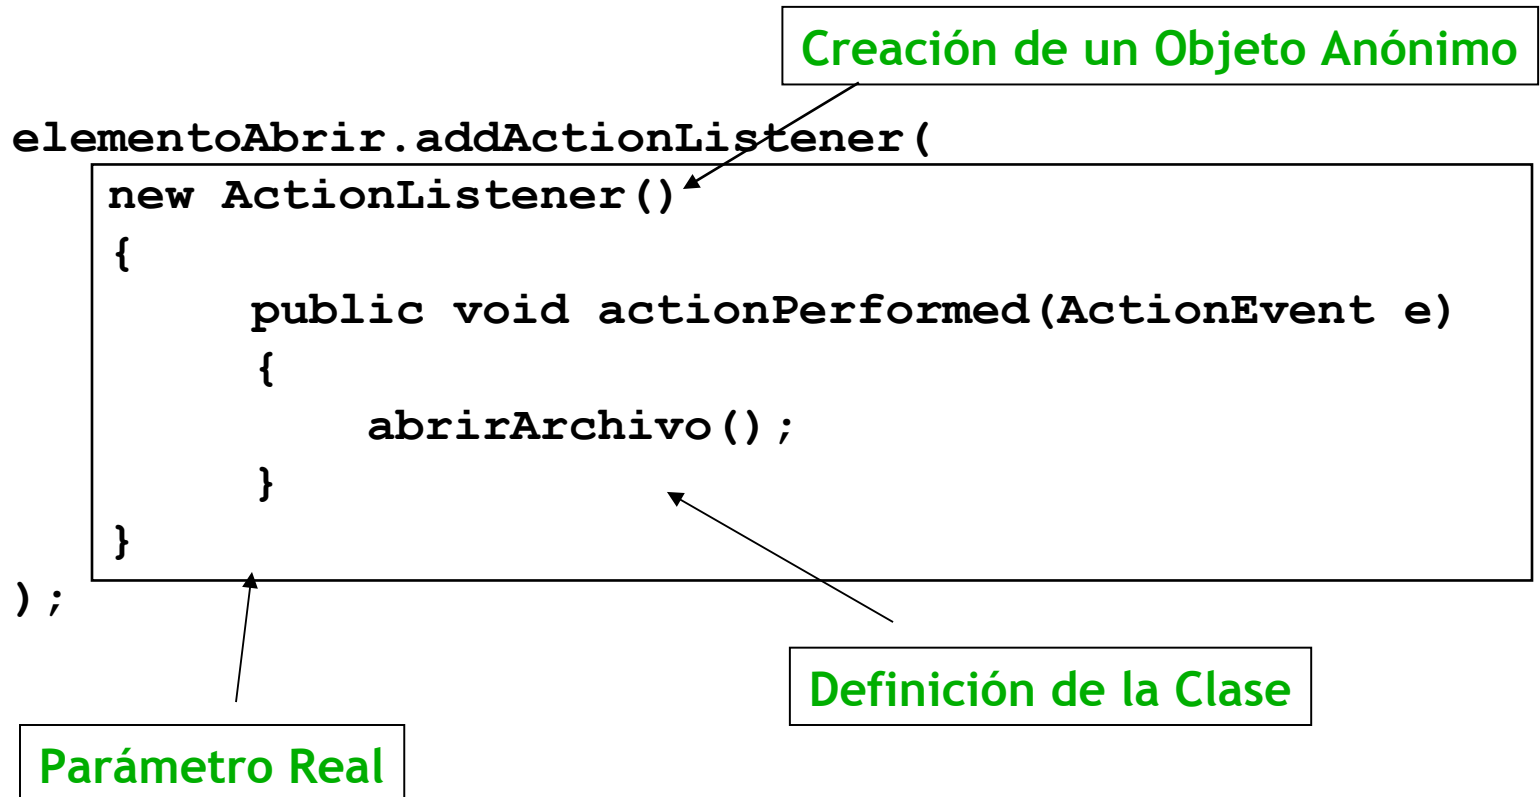 Creación de un Objeto Anónimo
elementoAbrir.addActionListener(
new ActionListener()
{
public void actionPerformed(ActionEvent e)
{
abrirArchivo();
}
}
);
Definición de la Clase
Parámetro Real